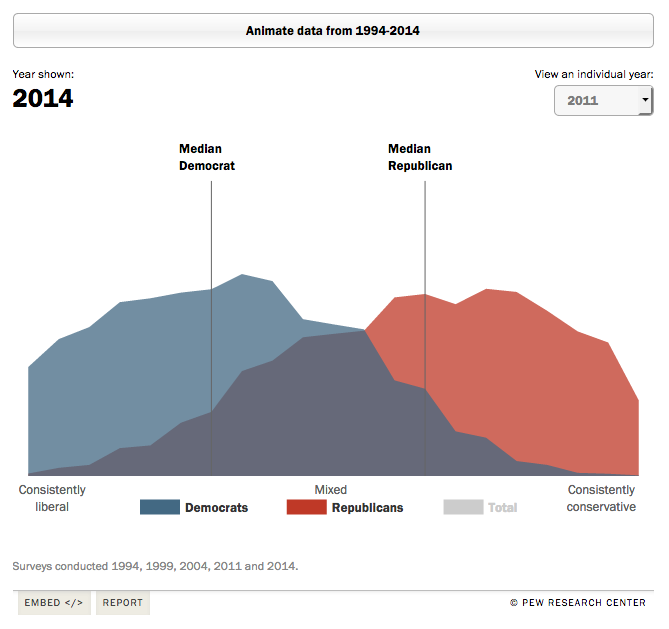 Animate data from 1994-2014
Year shown:
View an individual year:
2014
2011
Median
Democrat
Median
Republican
Consistently
liberal
Mixed
Consistently
conservative
Democrats
Republicans
Total
Surveys conducted 1994, 1999, 2004, 2011 and 2014.
EMBED </>
REPORT
© PEW RESEARCH CENTER